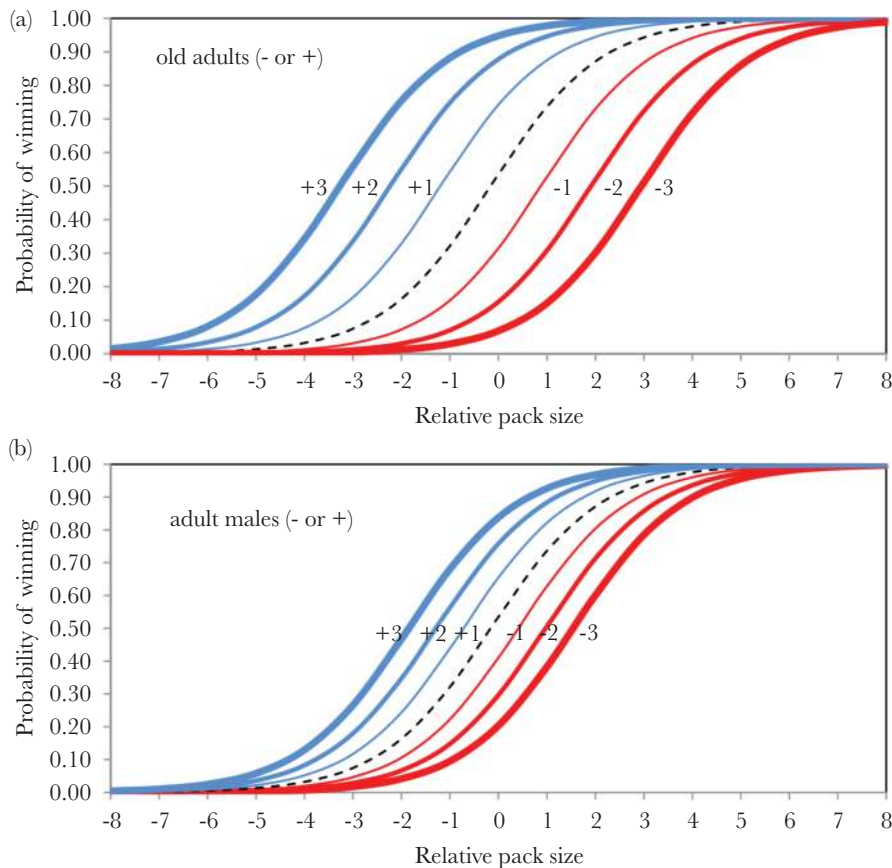 (a)
1.00
0.90
0.80
0.70
0.60
0.50
0.40
0.30
0.20
0.10
0.00
Probability of winning
old adults (- or +)
+3 +2 +1 -1 -2 -3
-8 -7 -6 -5 -4 -3 -2 -1 0 1 2 3 4 5 6 7 8
Relative pack size
(b)
1.00
0.90
0.80
0.70
0.60
0.50
0.40
0.30
0.20
0.10
0.00
Probability of winning
adult males (- or +)
+3 +2 +1 -1 -2 -3
-8 -7 -6 -5 -4 -3 -2 -1 0 1 2 3 4 5 6 7 8
Relative pack size